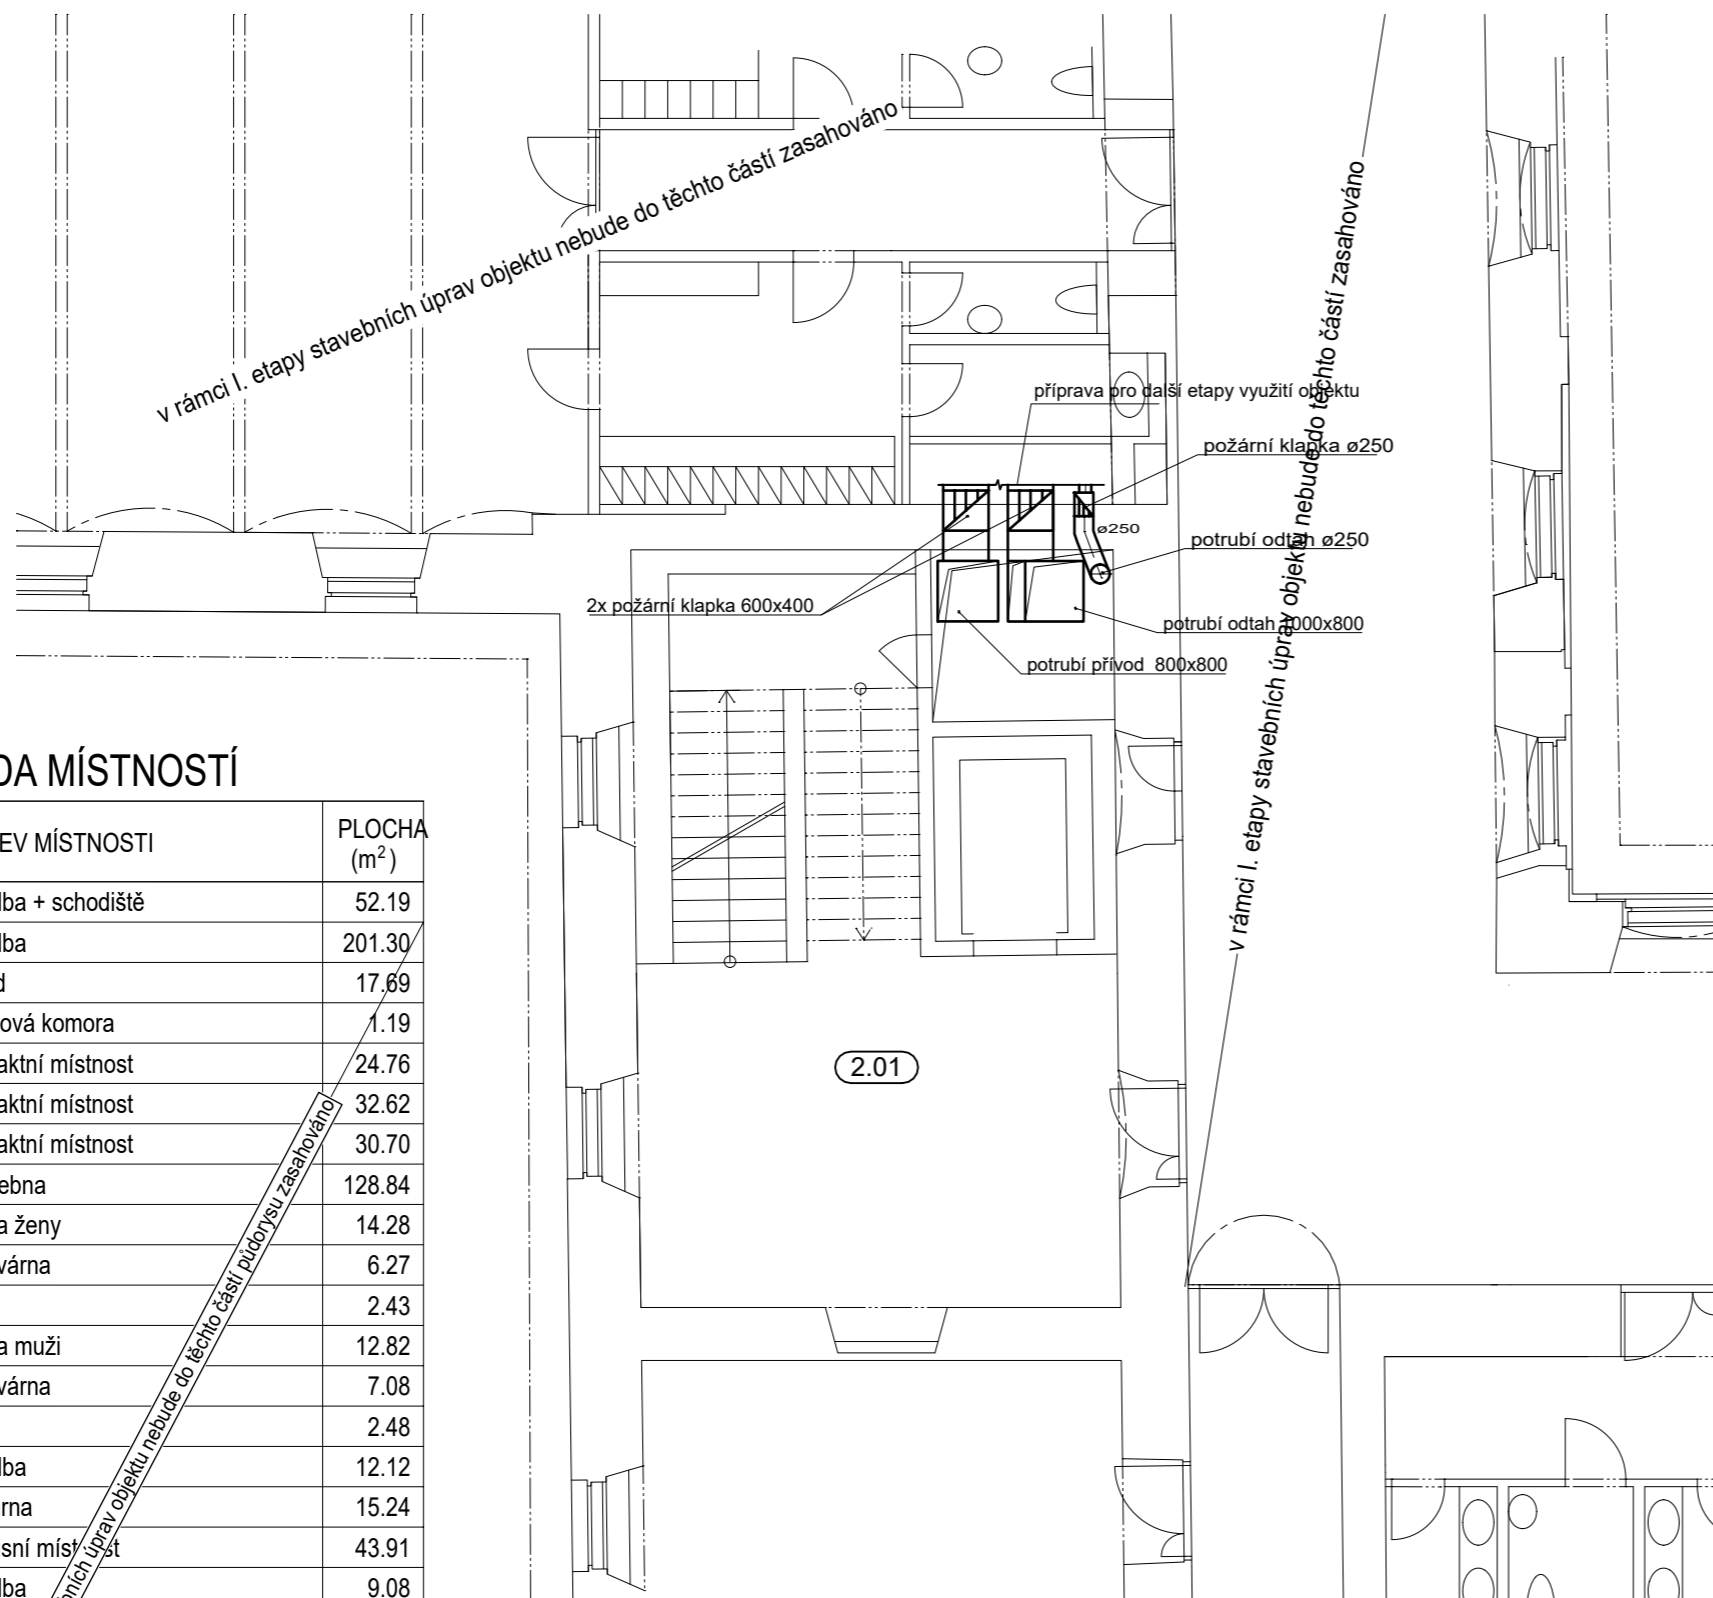 v rámci I. etapy stavebních úprav objektu nebude do těchto částí zasahováno
v rámci I. etapy stavebních úprav objektu nebude do těchto částí zasahováno
příprava pro další etapy využití objektu
požární klapka ø250
ø250
potrubí odtah ø250
2x požární klapka 600x400
potrubí odtah 1000x800
potrubí přívod 800x800
DA MÍSTNOSTÍ
EV MÍSTNOSTI PLOCHA
(m²)
lba + schodiště 52.19
lba 201.30
d 17.69
ová komora 1.19
aktní místnost 24.76
aktní místnost 32.62
aktní místnost 30.70
ebna 128.84
a ženy 14.28
várna 6.27
2.43
a muži 12.82
várna 7.08
2.48
lba 12.12
rna 15.24
sní místnost 43.91
lba 9.08
bních úprav objektu nebude do těchto částí půdorysu zasahováno
2.01